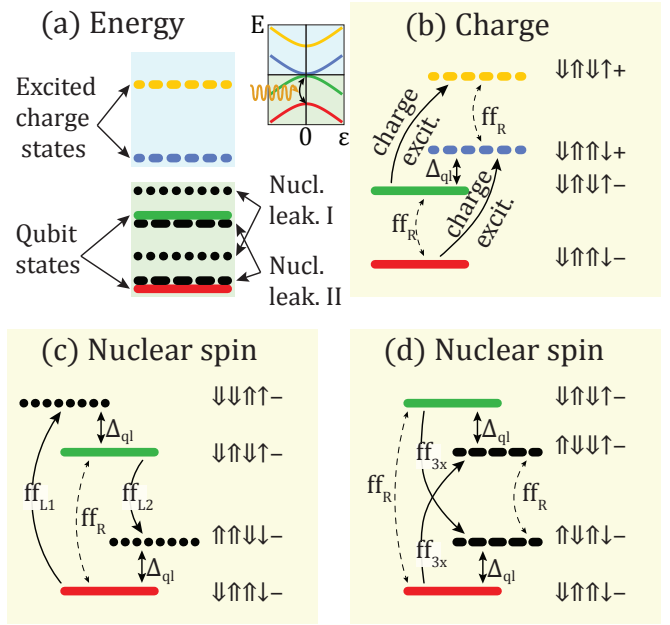 (a) Energy
E
Excited
charge
states
0 ε
Qubit
states
Nucl.
leak. I
Nucl.
leak. II
(b) Charge
⇓⇑⇓↑+
charge
excit.
ff_R
⇓⇑⇑↓+
Δ_ql
⇓⇑⇓↑−
ff_R
charge
excit.
⇓⇑⇑↓−
(c) Nuclear spin
⇓⇓⇑↑−
Δ_ql
⇓⇑⇓↑−
ff_L1
ff_R
ff_L2
⇑⇑⇓↓−
Δ_ql
⇓⇑⇑↓−
(d) Nuclear spin
⇓⇑⇓↑−
Δ_ql
⇑⇓⇓↑−
ff_3x
ff_R
ff_R
ff_3x
⇑⇓⇑↓−
Δ_ql
⇓⇑⇑↓−